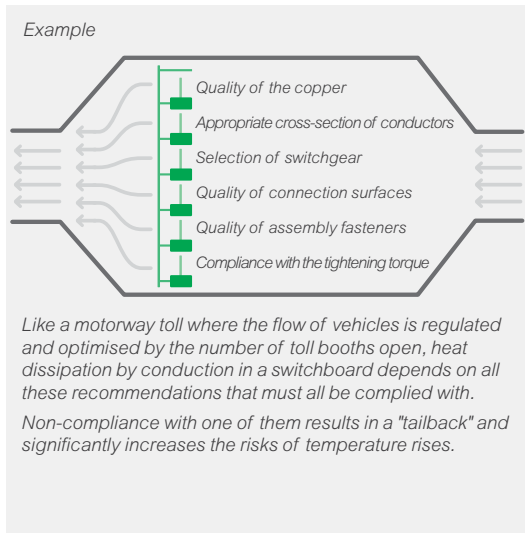 Example
Quality of the copper
Appropriate cross-section of conductors
Selection of switchgear
Quality of connection surfaces
Quality of assembly fasteners
Compliance with the tightening torque
Like a motorway toll where the flow of vehicles is regulated
and optimised by the number of toll booths open, heat
dissipation by conduction in a switchboard depends on all
these recommendations that must all be complied with.
Non-compliance with one of them results in a "tailback" and
significantly increases the risks of temperature rises.